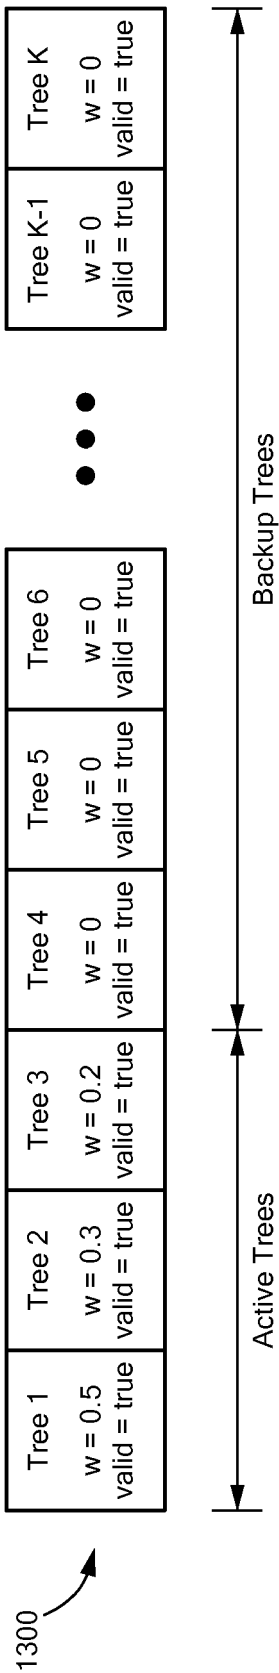 1300
Tree 1
w = 0.5
valid = true
Tree 2
w = 0.3
valid = true
Tree 3
w = 0.2
valid = true
Tree 4
w = 0
valid = true
Tree 5
w = 0
valid = true
Tree 6
w = 0
valid = true
Tree K-1
w = 0
valid = true
Tree K
w = 0
valid = true
Active Trees
Backup Trees